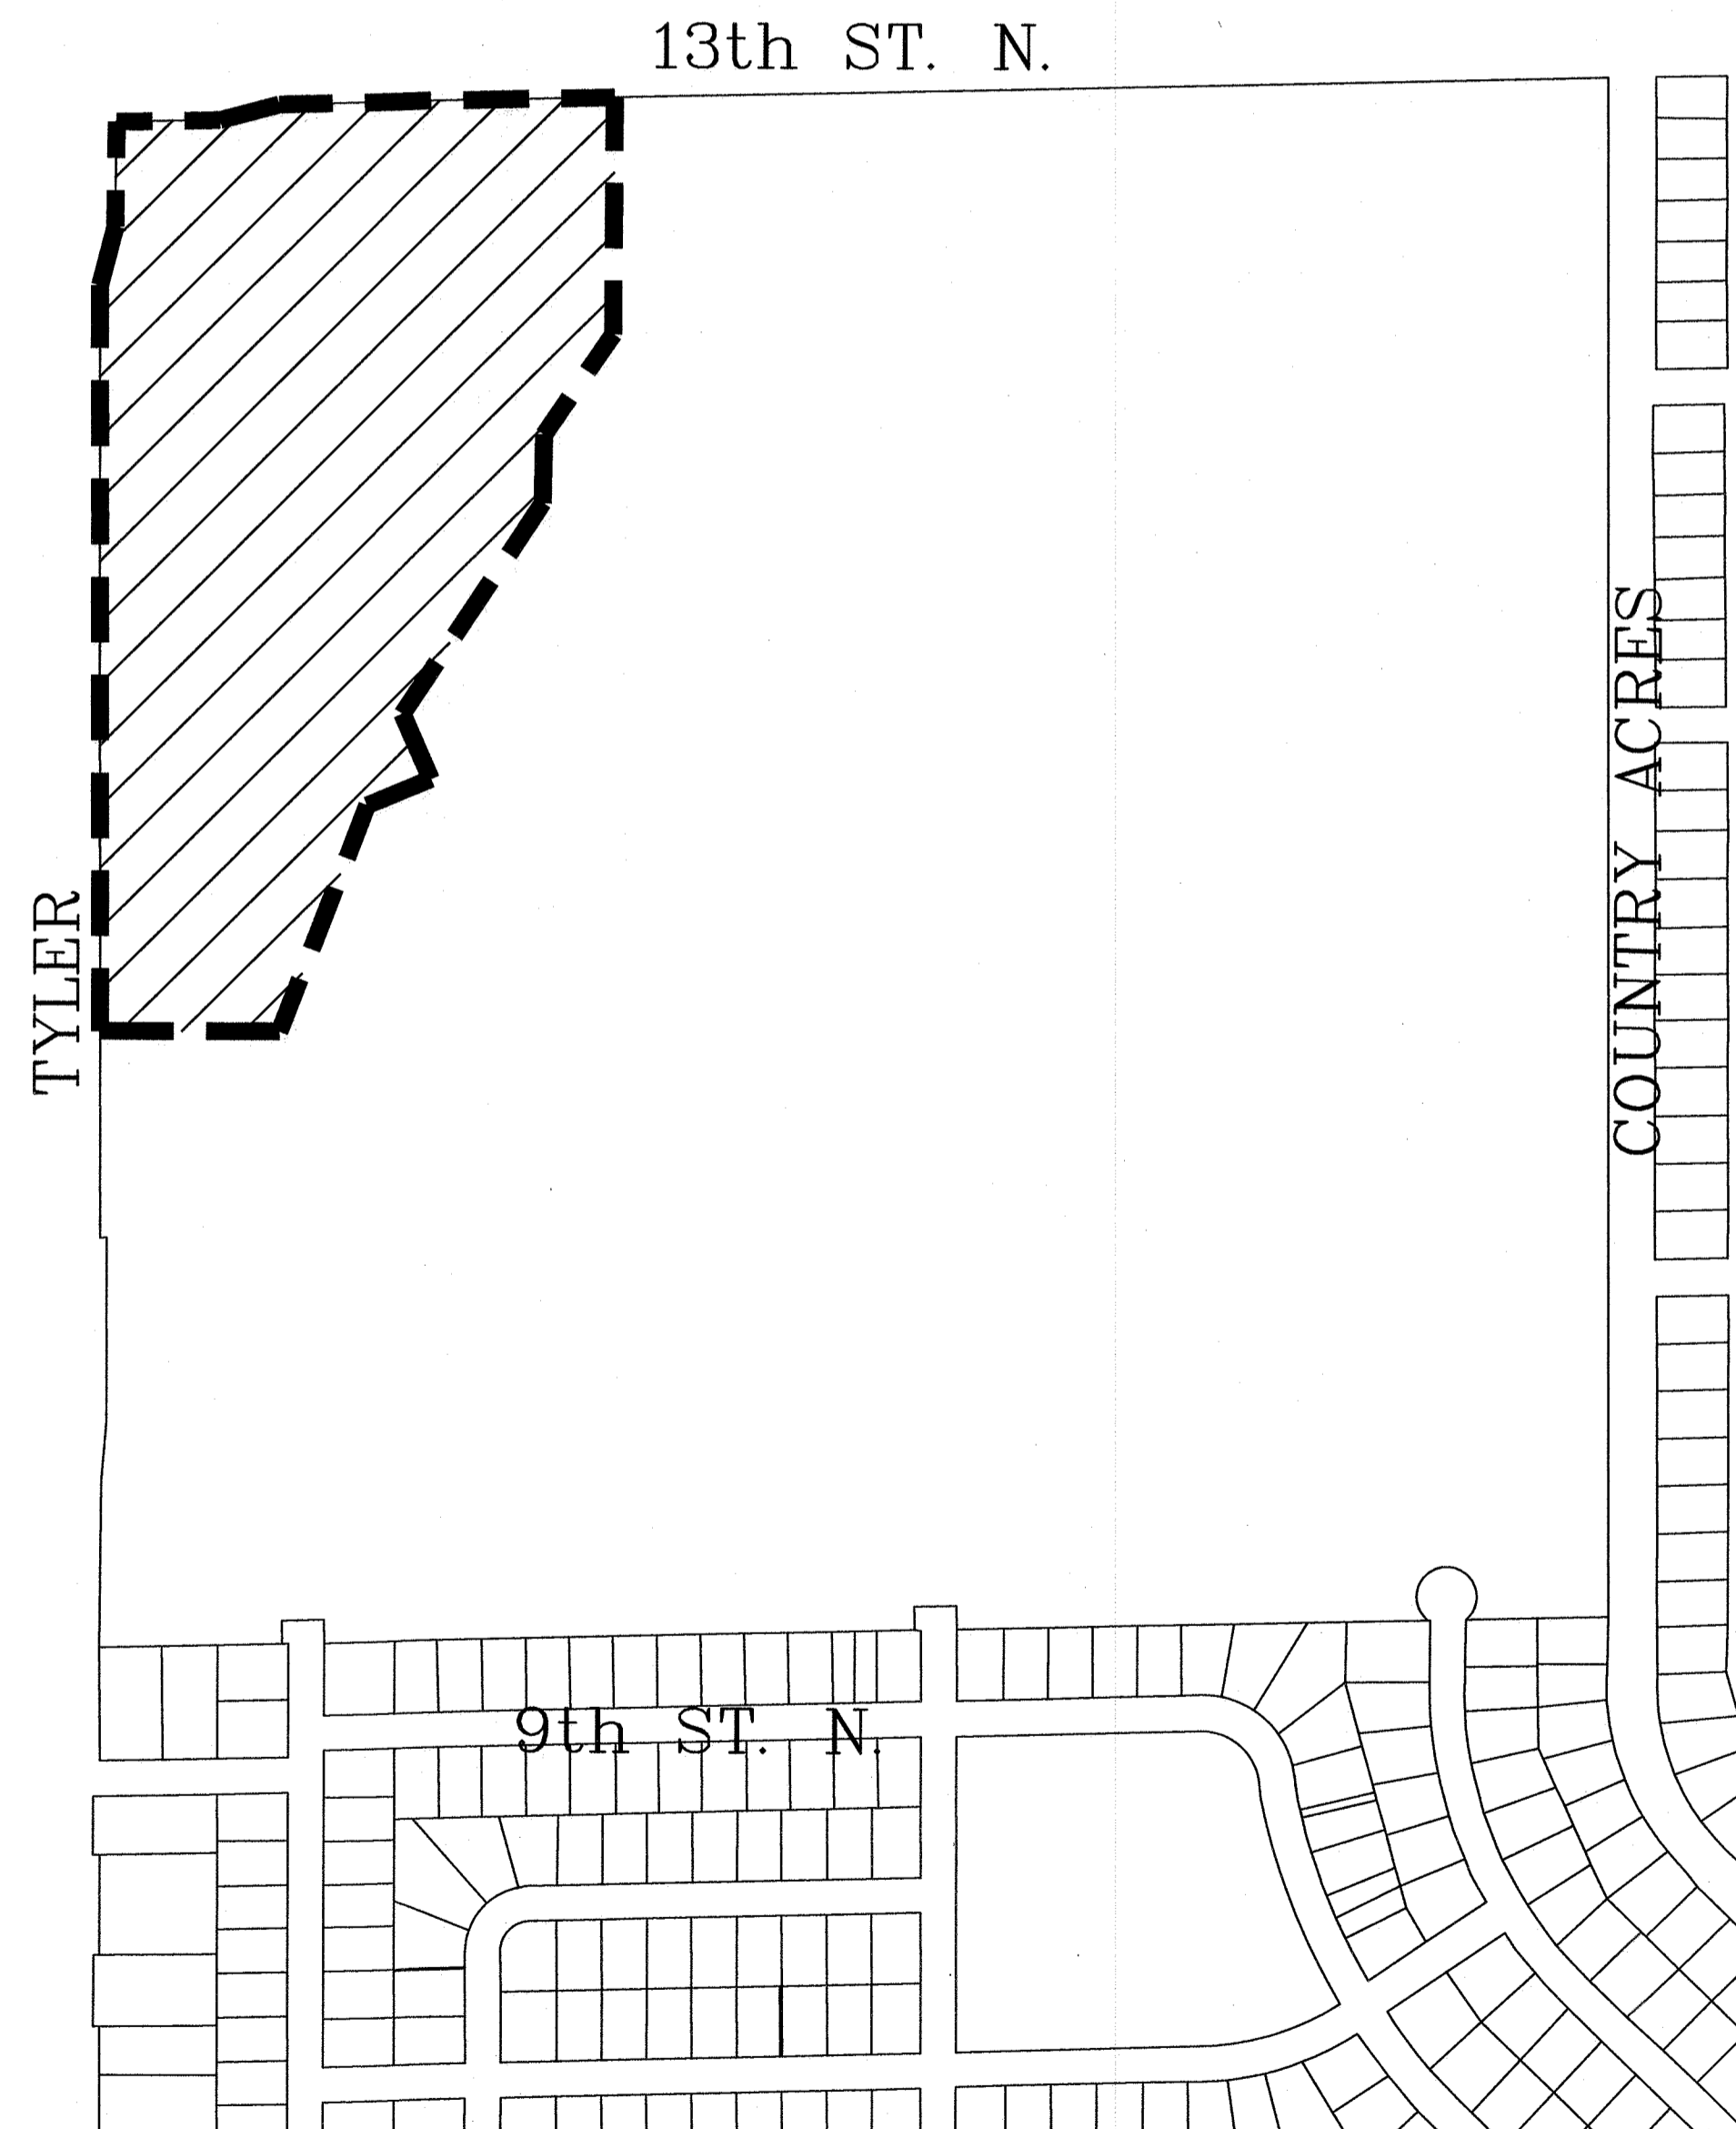 13th ST. N.
TYLER
COUNTRY ACRES
9th ST. N.